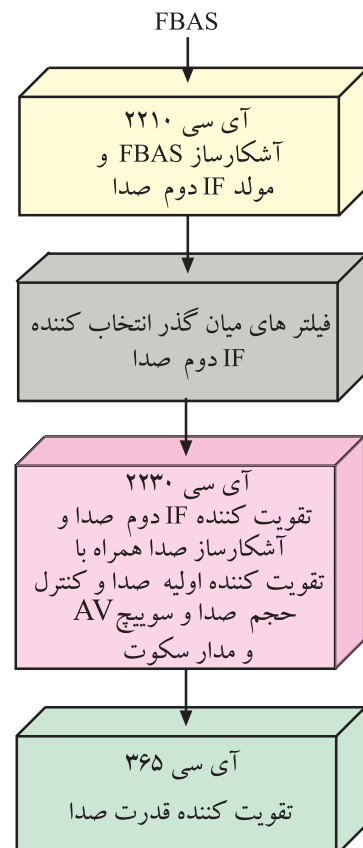 FBAS
آی سی ۲۲۱۰
آشکارساز FBAS و
مولد IF دوم صدا
فیلتر های میان گذر انتخاب کننده
IF دوم صدا
آی سی ۲۲۳۰
تقویت کننده IF دوم صدا و
آشکارساز صدا همراه با
تقویت کننده اولیه صدا و کنترل
حجم صدا و سوییچ AV
و مدار سکوت
آی سی ۳۶۵
تقویت کننده قدرت صدا